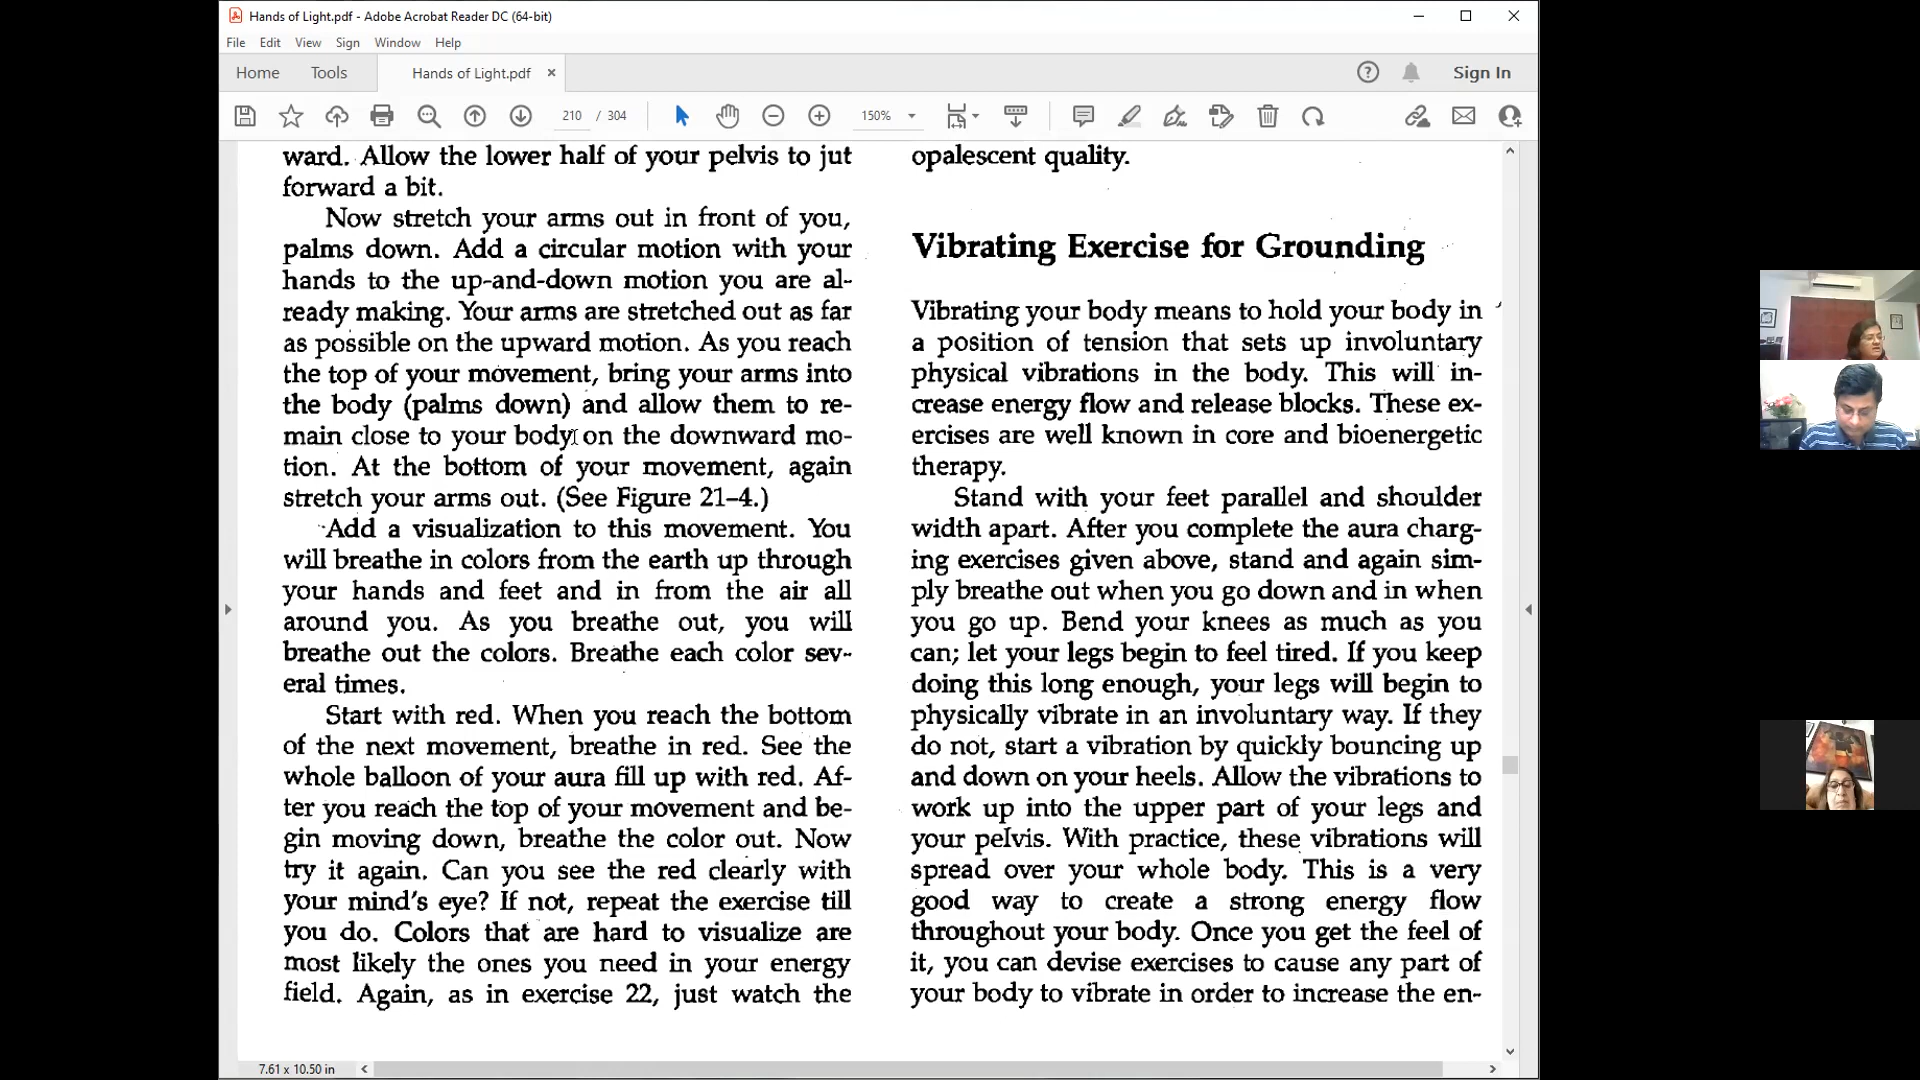 Hands of Light.pdf - Adobe Acrobat Reader DC (64-bit)
File Edit View Sign Window Help
Home Tools Hands of Light.pdf × Sign In
210 / 304 150%
ward. Allow the lower half of your pelvis to jut
forward a bit.
Now stretch your arms out in front of you,
palms down. Add a circular motion with your
hands to the up-and-down motion you are al-
ready making. Your arms are stretched out as far
as possible on the upward motion. As you reach
the top of your movement, bring your arms into
the body (palms down) and allow them to re-
main close to your body on the downward mo-
tion. At the bottom of your movement, again
stretch your arms out. (See Figure 21–4.)
Add a visualization to this movement. You
will breathe in colors from the earth up through
your hands and feet and in from the air all
around you. As you breathe out, you will
breathe out the colors. Breathe each color sev-
eral times.
Start with red. When you reach the bottom
of the next movement, breathe in red. See the
whole balloon of your aura fill up with red. Af-
ter you reach the top of your movement and be-
gin moving down, breathe the color out. Now
try it again. Can you see the red clearly with
your mind's eye? If not, repeat the exercise till
you do. Colors that are hard to visualize are
most likely the ones you need in your energy
field. Again, as in exercise 22, just watch the
opalescent quality.
Vibrating Exercise for Grounding
Vibrating your body means to hold your body in
a position of tension that sets up involuntary
physical vibrations in the body. This will in-
crease energy flow and release blocks. These ex-
ercises are well known in core and bioenergetic
therapy.
Stand with your feet parallel and shoulder
width apart. After you complete the aura charg-
ing exercises given above, stand and again sim-
ply breathe out when you go down and in when
you go up. Bend your knees as much as you
can; let your legs begin to feel tired. If you keep
doing this long enough, your legs will begin to
physically vibrate in an involuntary way. If they
do not, start a vibration by quickly bouncing up
and down on your heels. Allow the vibrations to
work up into the upper part of your legs and
your pelvis. With practice, these vibrations will
spread over your whole body. This is a very
good way to create a strong energy flow
throughout your body. Once you get the feel of
it, you can devise exercises to cause any part of
your body to vibrate in order to increase the en-
7.61 x 10.50 in